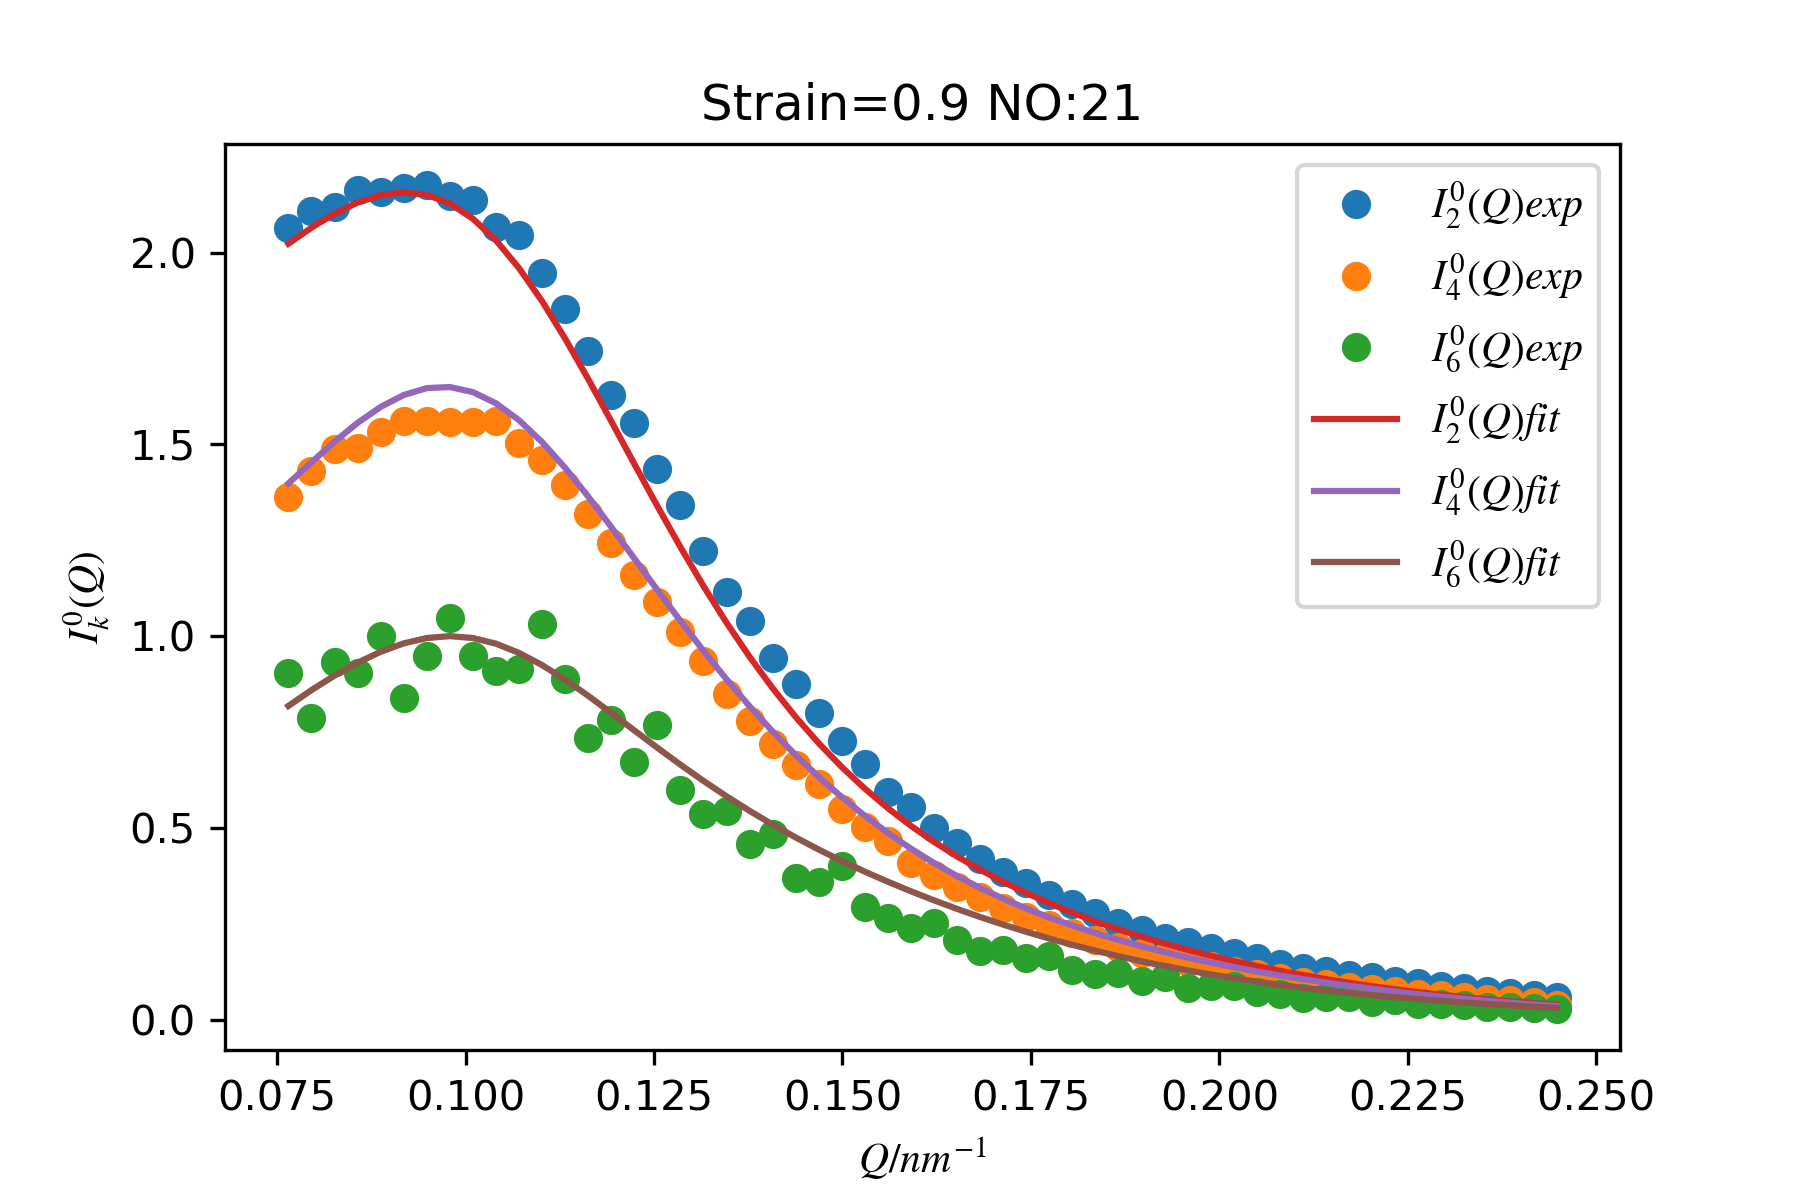 Strain=0.9 NO:21
I_2^0(Q)exp
I_4^0(Q)exp
I_6^0(Q)exp
I_2^0(Q)fit
I_4^0(Q)fit
I_6^0(Q)fit
I_k^0(Q)
2.0
1.5
1.0
0.5
0.0
0.075 0.100 0.125 0.150 0.175 0.200 0.225 0.250
Q/nm^{-1}